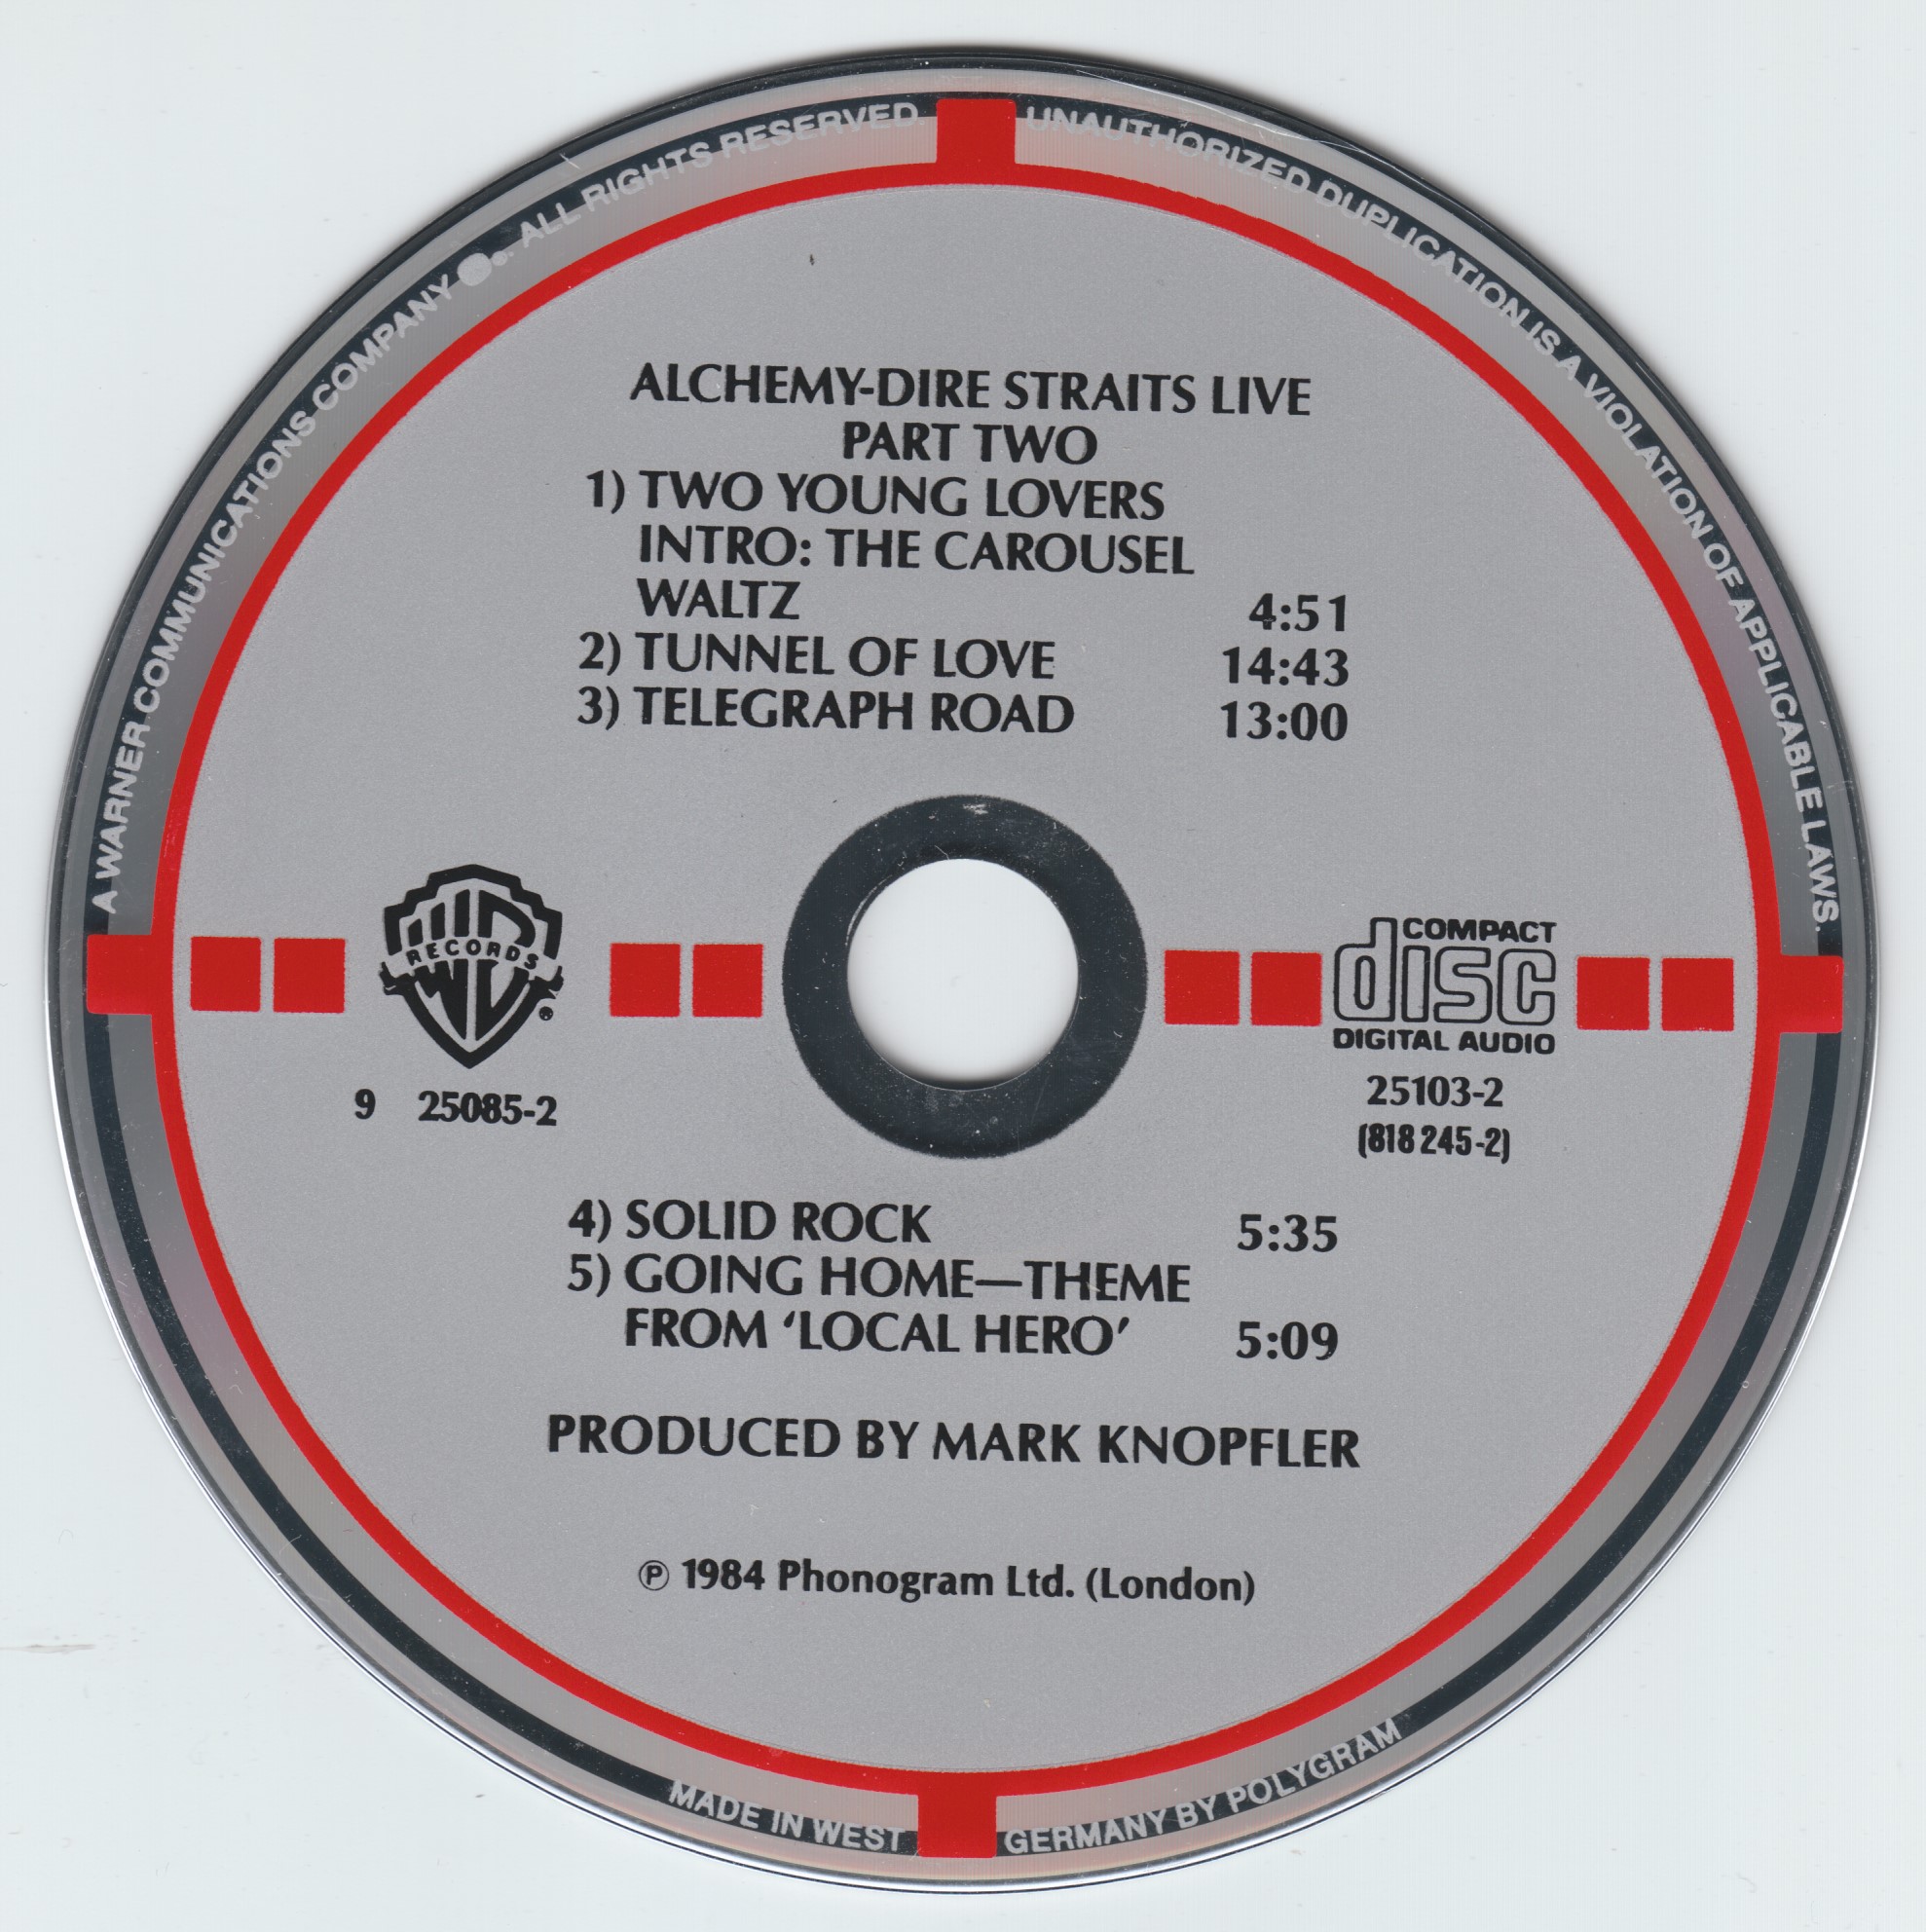 A WARNER COMMUNICATIONS COMPANY ALL RIGHTS RESERVED.
UNAUTHORIZED DUPLICATION IS A VIOLATION OF APPLICABLE LAWS.
ALCHEMY-DIRE STRAITS LIVE
PART TWO
1) TWO YOUNG LOVERS
INTRO: THE CAROUSEL
WALTZ 4:51
2) TUNNEL OF LOVE 14:43
3) TELEGRAPH ROAD 13:00
RECORDS
®
9 25085-2
COMPACT
disc
DIGITAL AUDIO
25103-2
(818 245-2)
4) SOLID ROCK 5:35
5) GOING HOME—THEME
FROM ‘LOCAL HERO’ 5:09
PRODUCED BY MARK KNOPFLER
℗ 1984 Phonogram Ltd. (London)
MADE IN WEST GERMANY BY POLYGRAM